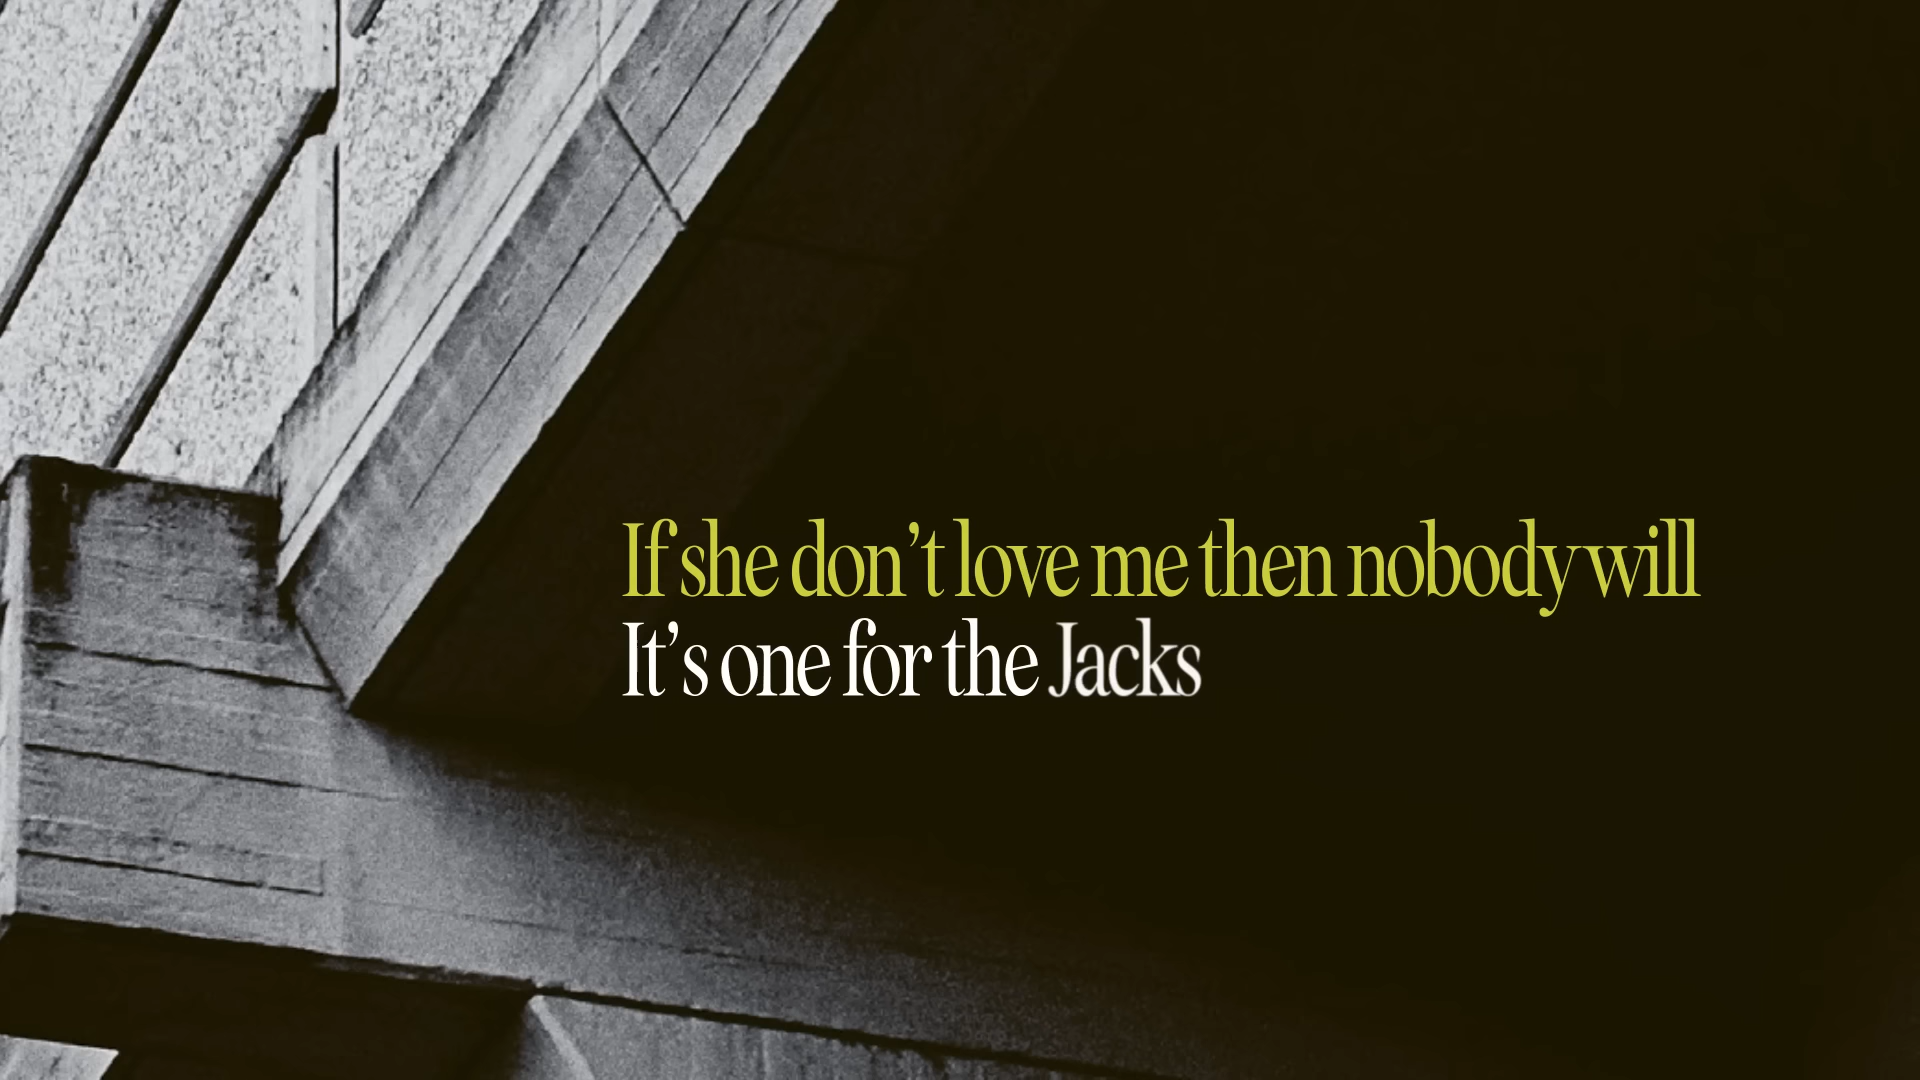 If she don’t love me then nobody will
It’s one for the Jacks